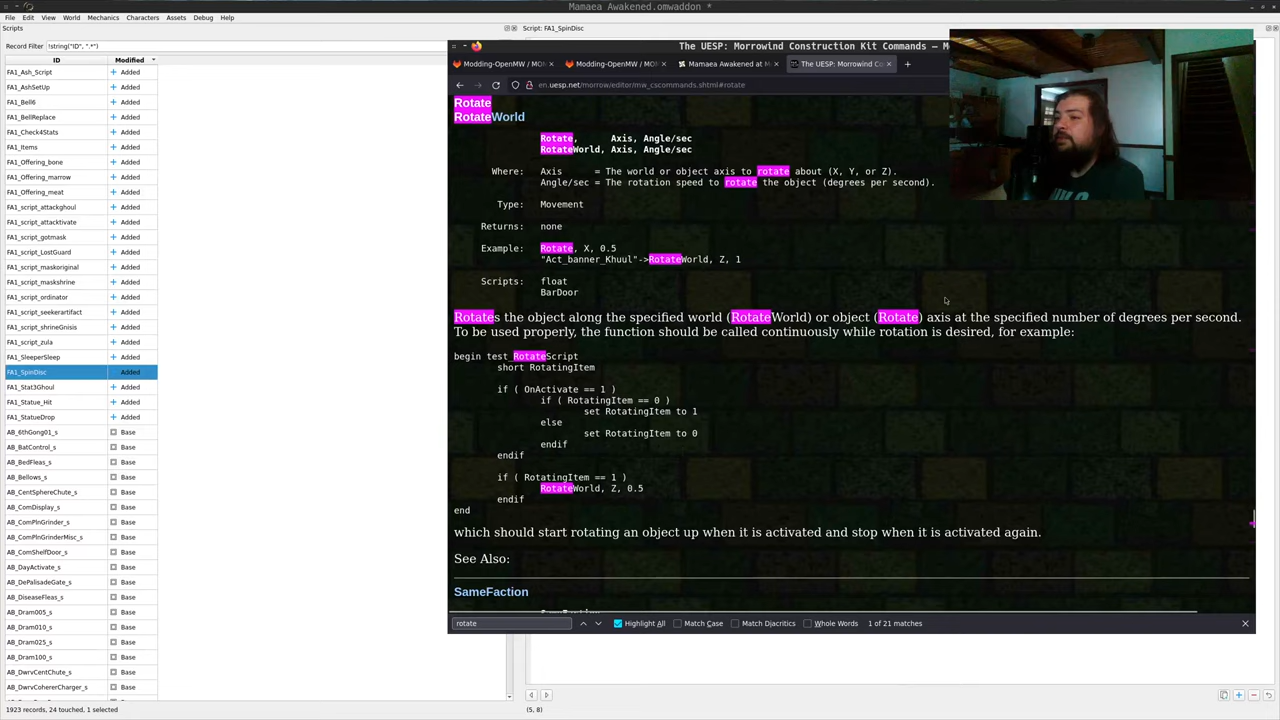 Mamaea Awakened.omwaddon
File Edit View World Mechanics Characters Assets Debug Help
Scripts
Script: FA1_SpinDisc
Record Filter !string("ID", ".*")
ID Modified
FA1_Ash_Script Added
FA1_AshSetUp Added
FA1_Bell6 Added
FA1_BellReplace Added
FA1_Check4Stats Added
FA1_Items Added
FA1_Offering_bone Added
FA1_Offering_marrow Added
FA1_Offering_meat Added
FA1_script_attackghoul Added
FA1_script_attacktivate Added
FA1_script_gotmask Added
FA1_script_LostGuard Added
FA1_script_maskoriginal Added
FA1_script_maskshrine Added
FA1_script_ordinator Added
FA1_script_seekerartifact Added
FA1_script_shrineGnisis Added
FA1_script_zula Added
FA1_SleeperSleep Added
FA1_SpinDisc Added
FA1_Stat3Ghoul Added
FA1_Statue_Hit Added
FA1_StatueDrop Added
AB_6thGong01_s Base
AB_BatControl_s Base
AB_BedFleas_s Base
AB_Bellows_s Base
AB_CentSphereChute_s Base
AB_ComDisplay_s Base
AB_ComPlnGrinder_s Base
AB_ComPlnGrinderMisc_s Base
AB_ComShelfDoor_s Base
AB_DayActivate_s Base
AB_DePalisadeGate_s Base
AB_DiseaseFleas_s Base
AB_Dram005_s Base
AB_Dram010_s Base
AB_Dram025_s Base
AB_Dram100_s Base
AB_DwrvCentChute_s Base
AB_DwrvCohererCharger_s Base
1923 records, 24 touched, 1 selected
The UESP: Morrowind Construction Kit Commands — M
Modding-OpenMW / MON
Modding-OpenMW / MON
Mamaea Awakened at M
The UESP: Morrowind Co
en.uesp.net/morrow/editor/mw_cscommands.shtml#rotate
Rotate
RotateWorld
Rotate, Axis, Angle/sec
RotateWorld, Axis, Angle/sec
Where: Axis = The world or object axis to rotate about (X, Y, or Z).
Angle/sec = The rotation speed to rotate the object (degrees per second).
Type: Movement
Returns: none
Example: Rotate, X, 0.5
"Act_banner_Khuul"->RotateWorld, Z, 1
Scripts: float
BarDoor
Rotates the object along the specified world (RotateWorld) or object (Rotate) axis at the specified number of degrees per second.
To be used properly, the function should be called continuously while rotation is desired, for example:
begin test_RotateScript
short RotatingItem
if ( OnActivate == 1 )
if ( RotatingItem == 0 )
set RotatingItem to 1
else
set RotatingItem to 0
endif
endif
if ( RotatingItem == 1 )
RotateWorld, Z, 0.5
endif
end
which should start rotating an object up when it is activated and stop when it is activated again.
See Also:
SameFaction
rotate Highlight All Match Case Match Diacritics Whole Words 1 of 21 matches
(5, 8)